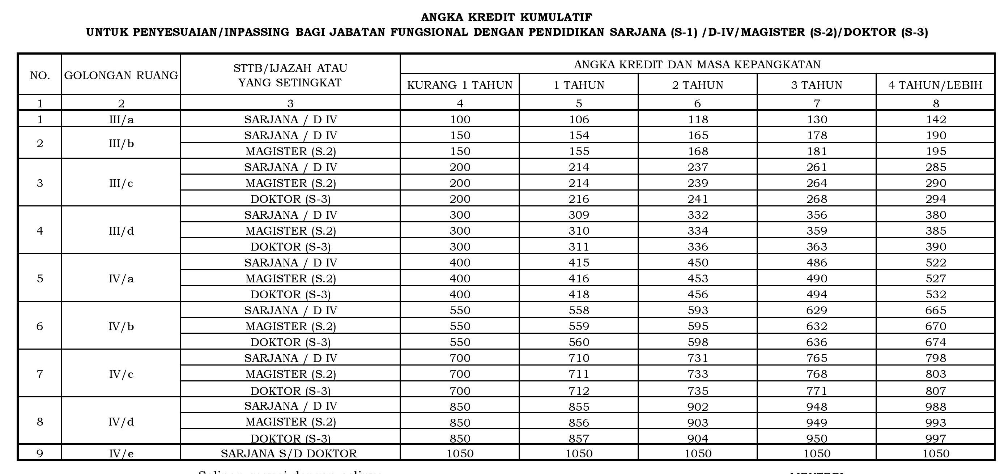 ANGKA KREDIT KUMULATIF
UNTUK PENYESUAIAN/INPASSING BAGI JABATAN FUNGSIONAL DENGAN PENDIDIKAN SARJANA (S-1) /D-IV/MAGISTER (S-2)/DOKTOR (S-3)
NO. GOLONGAN RUANG STTB/IJAZAH ATAU YANG SETINGKAT ANGKA KREDIT DAN MASA KEPANGKATAN
KURANG 1 TAHUN 1 TAHUN 2 TAHUN 3 TAHUN 4 TAHUN/LEBIH
1 2 3 4 5 6 7 8
1 III/a SARJANA / D IV 100 106 118 130 142
2 III/b SARJANA / D IV 150 154 165 178 190
MAGISTER (S.2) 150 155 168 181 195
3 III/c SARJANA / D IV 200 214 237 261 285
MAGISTER (S.2) 200 214 239 264 290
DOKTOR (S-3) 200 216 241 268 294
4 III/d SARJANA / D IV 300 309 332 356 380
MAGISTER (S.2) 300 310 334 359 385
DOKTOR (S-3) 300 311 336 363 390
5 IV/a SARJANA / D IV 400 415 450 486 522
MAGISTER (S.2) 400 416 453 490 527
DOKTOR (S-3) 400 418 456 494 532
6 IV/b SARJANA / D IV 550 558 593 629 665
MAGISTER (S.2) 550 559 595 632 670
DOKTOR (S-3) 550 560 598 636 674
7 IV/c SARJANA / D IV 700 710 731 765 798
MAGISTER (S.2) 700 711 733 768 803
DOKTOR (S-3) 700 712 735 771 807
8 IV/d SARJANA / D IV 850 855 902 948 988
MAGISTER (S.2) 850 856 903 949 993
DOKTOR (S-3) 850 857 904 950 997
9 IV/e SARJANA S/D DOKTOR 1050 1050 1050 1050 1050